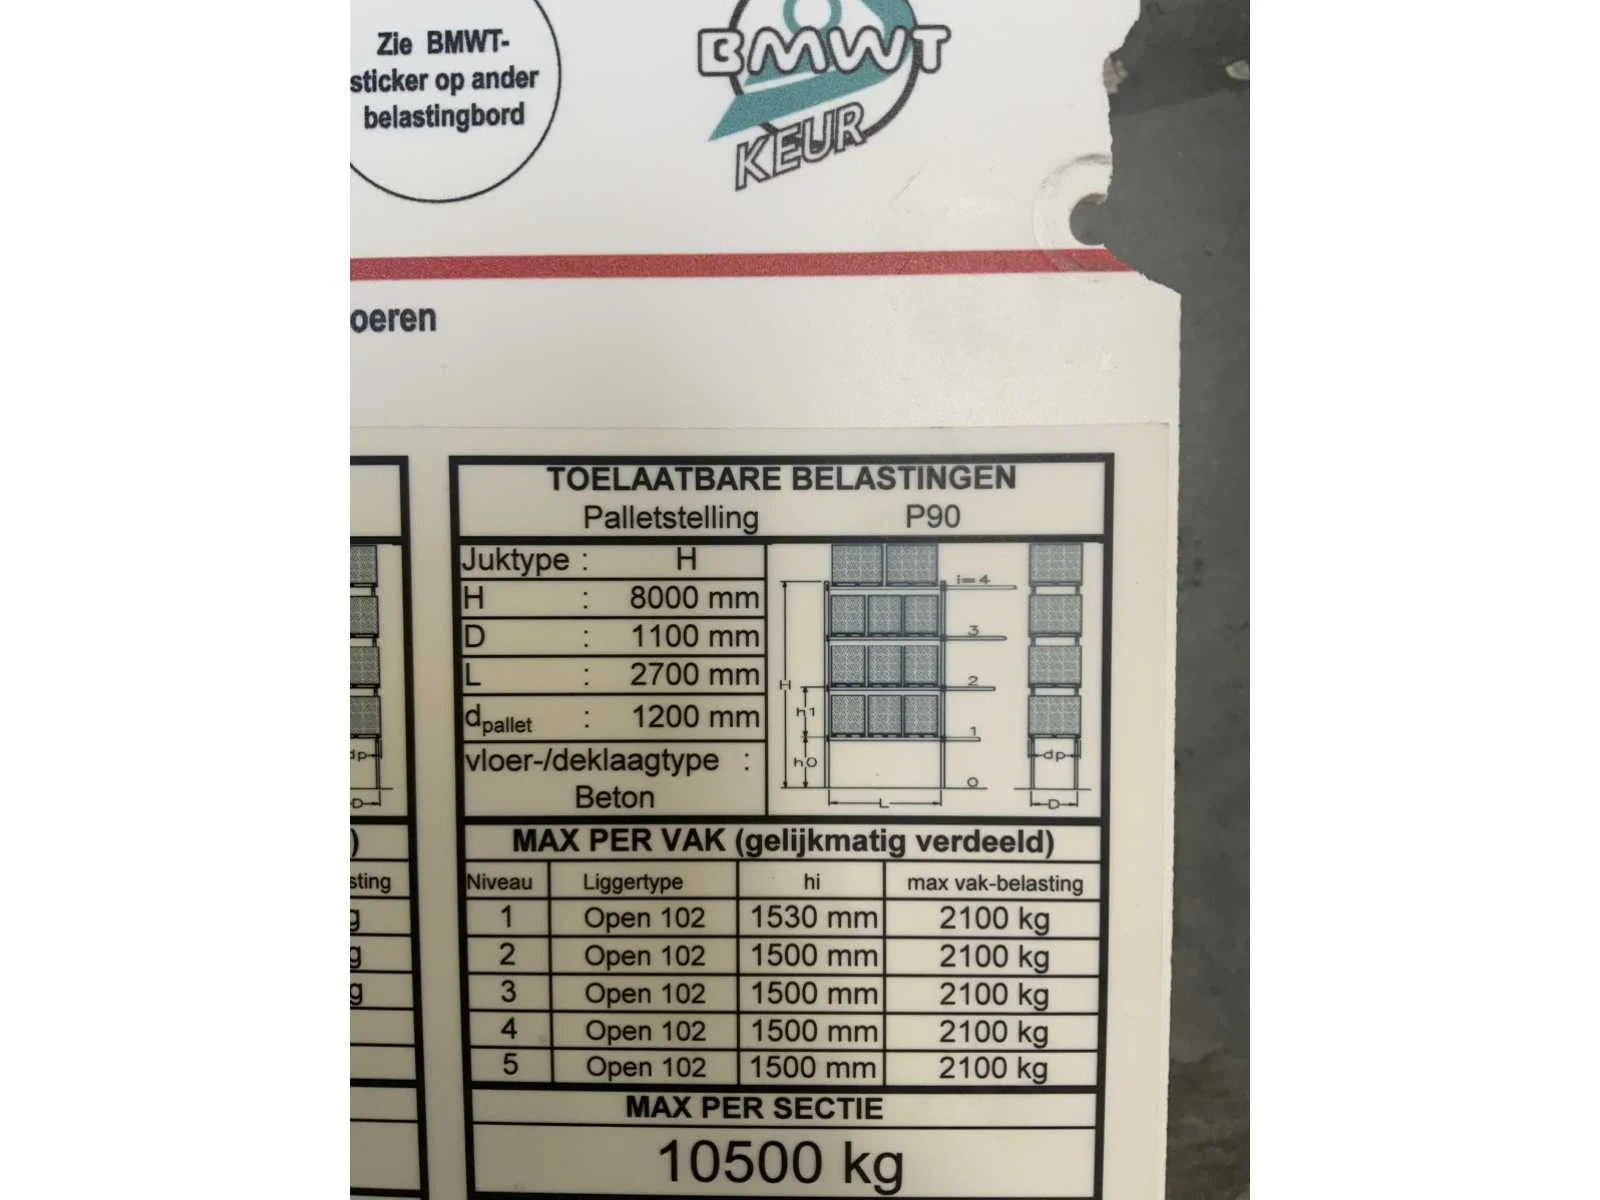 Zie BMWT-
sticker op ander
belastingbord
BMWT
KEUR
oeren
TOELAATBARE BELASTINGEN
Palletstelling P90
Juktype : H
H : 8000 mm
D : 1100 mm
L : 2700 mm
dpallet : 1200 mm
vloer-/deklaagtype :
Beton
i=4
3
2
1
0
H
h1
h0
L
dp
D
dp
D
MAX PER VAK (gelijkmatig verdeeld)
)
sting
g
g
g
Niveau Liggertype hi max vak-belasting
1 Open 102 1530 mm 2100 kg
2 Open 102 1500 mm 2100 kg
3 Open 102 1500 mm 2100 kg
4 Open 102 1500 mm 2100 kg
5 Open 102 1500 mm 2100 kg
MAX PER SECTIE
10500 kg